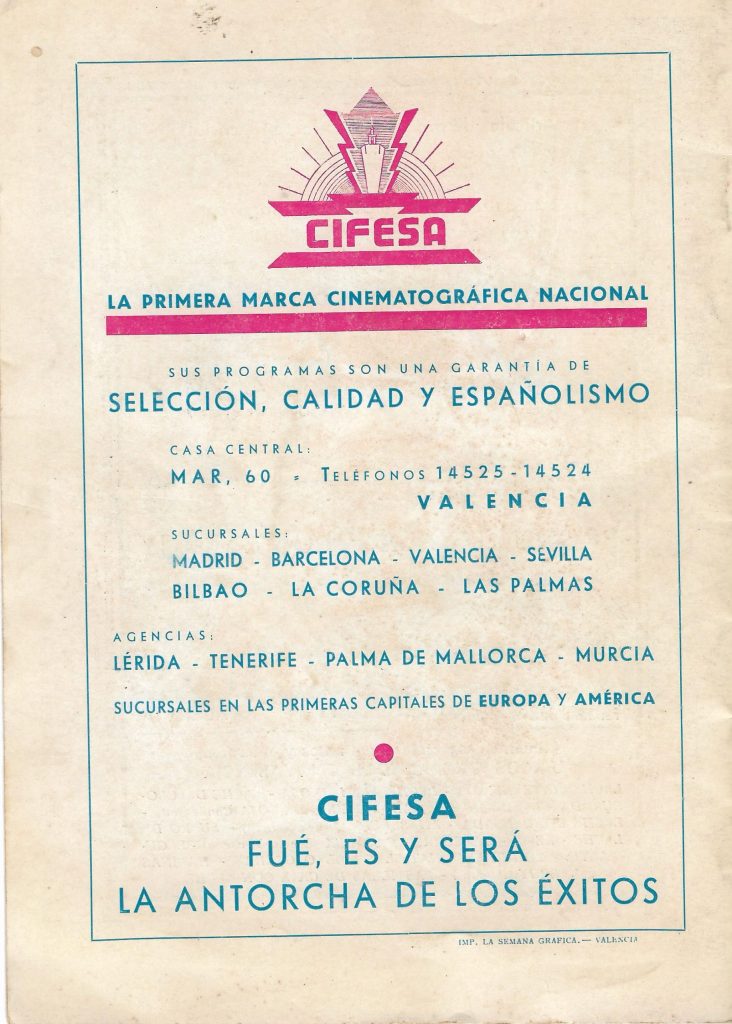 CIFESA
LA PRIMERA MARCA CINEMATOGRÁFICA NACIONAL
SUS PROGRAMAS SON UNA GARANTÍA DE
SELECCIÓN, CALIDAD Y ESPAÑOLISMO
CASA CENTRAL:
MAR, 60 = TELÉFONOS 14525-14524
VALENCIA
SUCURSALES:
MADRID - BARCELONA - VALENCIA - SEVILLA
BILBAO - LA CORUÑA - LAS PALMAS
AGENCIAS:
LÉRIDA - TENERIFE - PALMA DE MALLORCA - MURCIA
SUCURSALES EN LAS PRIMERAS CAPITALES DE EUROPA Y AMÉRICA
CIFESA
FUÉ, ES Y SERÁ
LA ANTORCHA DE LOS ÉXITOS
IMP. LA SEMANA GRAFICA.— VALENCIA